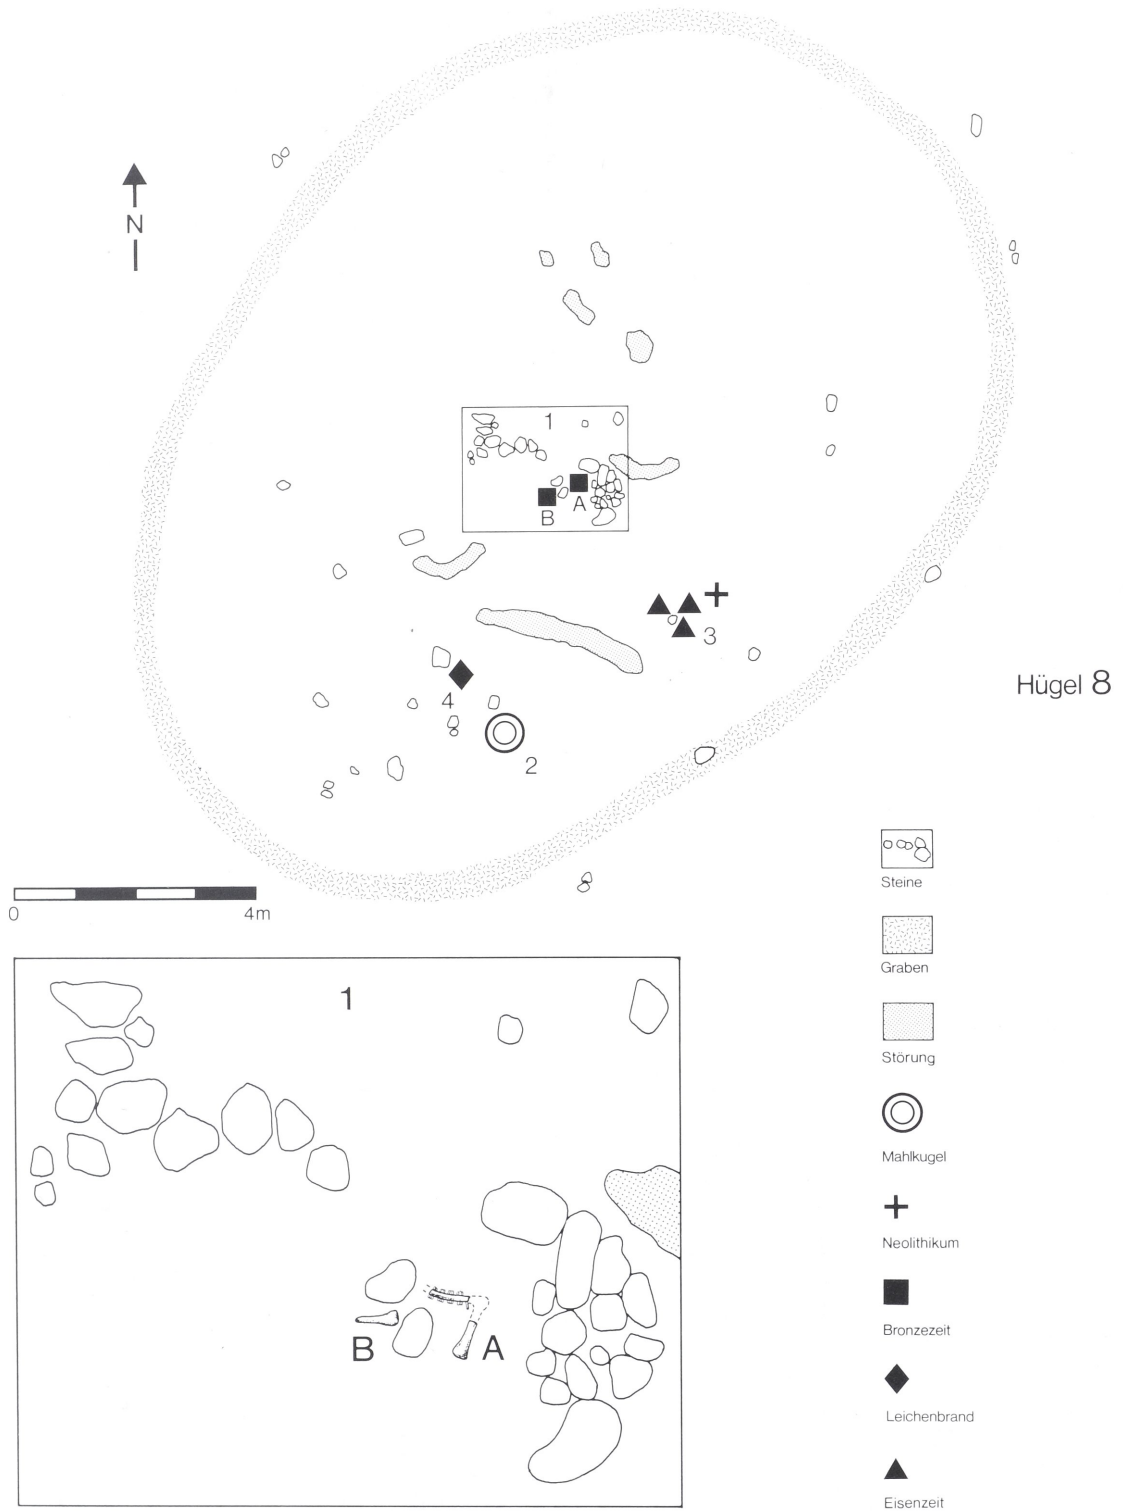 N
1
A
B
3
Hügel 8
4
2
0 4m
Steine
Graben
1
Störung
Mahlkugel
Neolithikum
Bronzezeit
B A
Leichenbrand
Eisenzeit